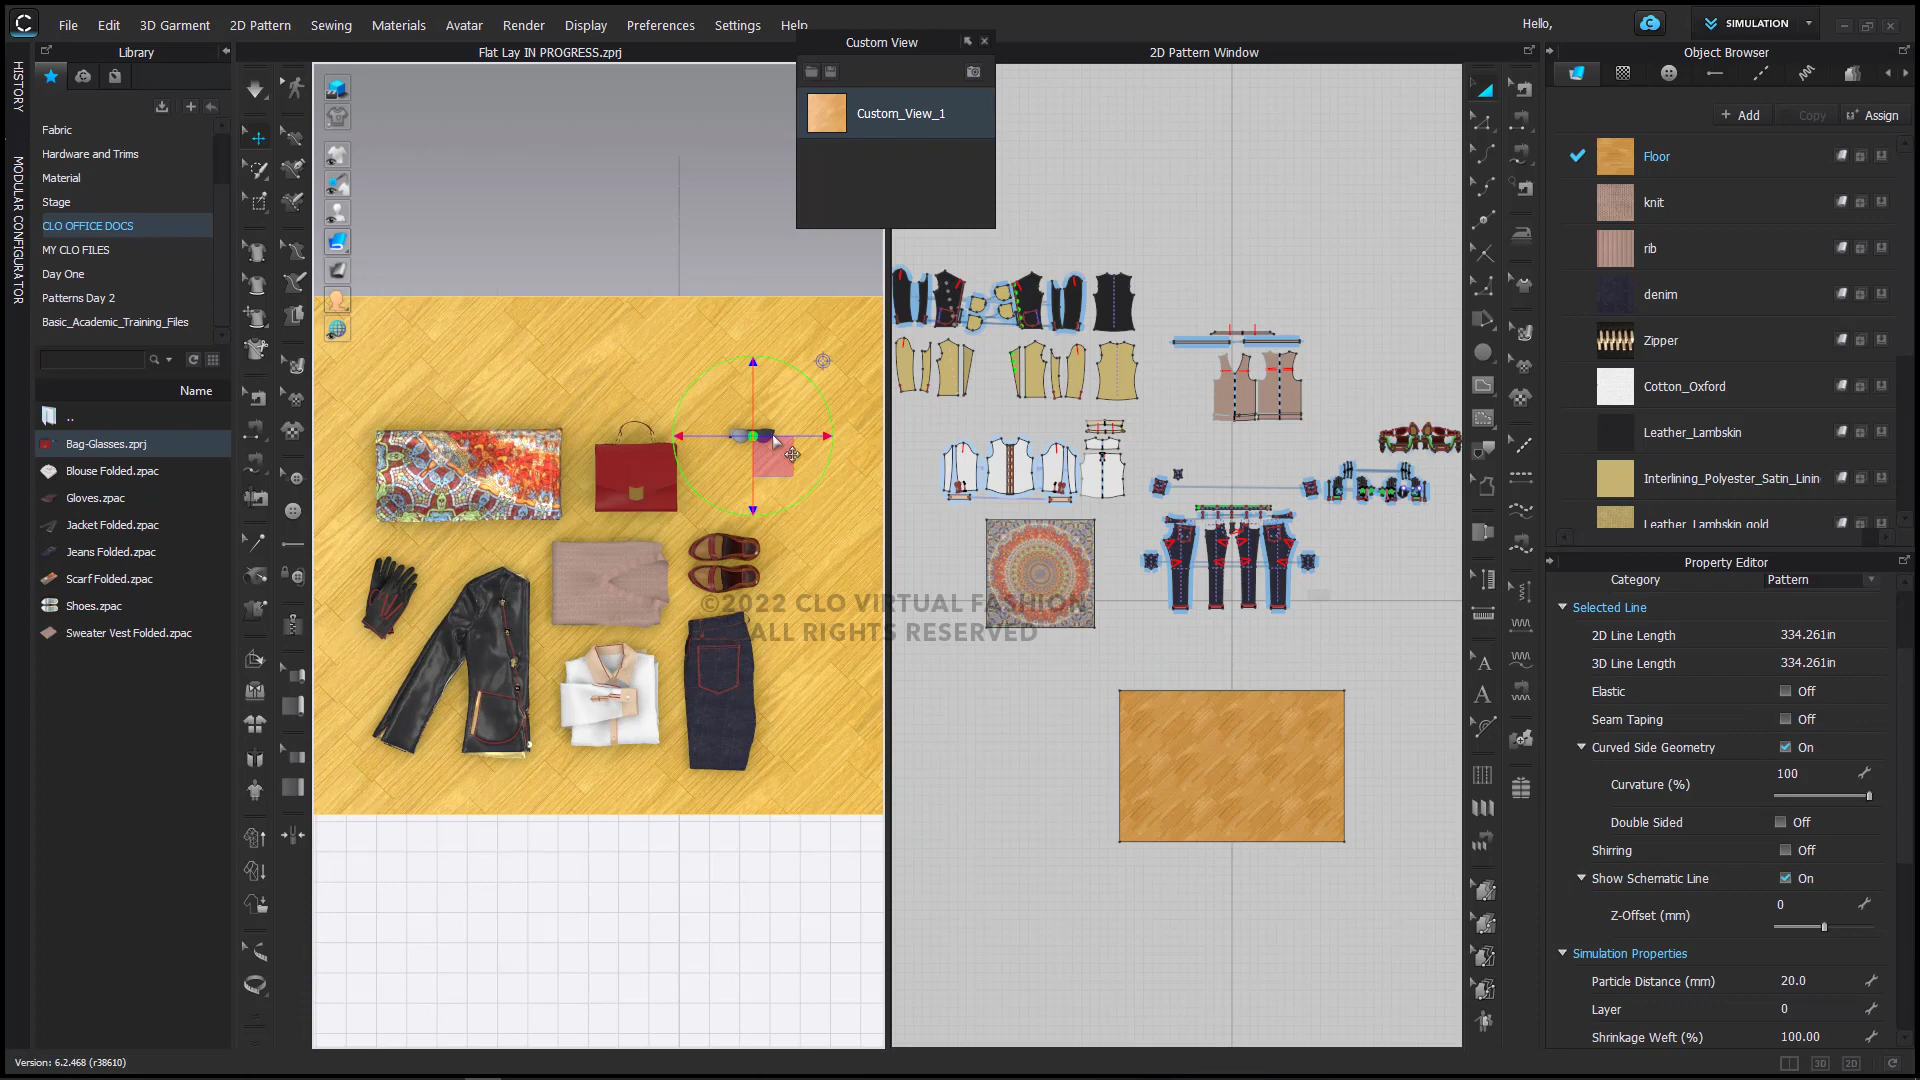 File
Edit
3D Garment
2D Pattern
Sewing
Materials
Avatar
Render
Display
Preferences
Settings
Help
Hello,
SIMULATION
HISTORY
MODULAR CONFIGURATOR
Library
Fabric
Hardware and Trims
Material
Stage
CLO OFFICE DOCS
MY CLO FILES
Day One
Patterns Day 2
Basic_Academic_Training_Files
Name
..
Bag-Glasses.zprj
Blouse Folded.zpac
Gloves.zpac
Jacket Folded.zpac
Jeans Folded.zpac
Scarf Folded.zpac
Shoes.zpac
Sweater Vest Folded.zpac
Version: 6.2.468 (r38610)
Flat Lay IN PROGRESS.zprj
Custom View
Custom_View_1
2D Pattern Window
©2022 CLO VIRTUAL FASHION
ALL RIGHTS RESERVED
Object Browser
+ Add
Copy
Assign
Floor
knit
rib
denim
Zipper
Cotton_Oxford
Leather_Lambskin
Interlining_Polyester_Satin_Linin
Leather_Lambskin_gold
Property Editor
Category
Pattern
Selected Line
2D Line Length
334.261in
3D Line Length
334.261in
Elastic
Off
Seam Taping
Off
Curved Side Geometry
On
Curvature (%)
100
Double Sided
Off
Shirring
Off
Show Schematic Line
On
Z-Offset (mm)
0
Simulation Properties
Particle Distance (mm)
20.0
Layer
0
Shrinkage Weft (%)
100.00
3D
2D